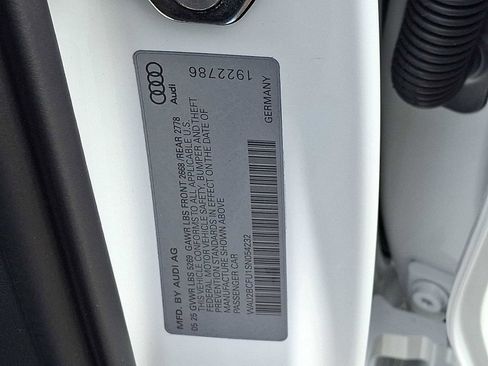 Audi
1922786
GERMANY
MFD. BY AUDI AG
05 25 GVWR LBS 5269 GAWR LBS FRONT 2668 /REAR 2778
THIS VEHICLE CONFORMS TO ALL APPLICABLE U.S.
FEDERAL MOTOR VEHICLE SAFETY, BUMPER AND THEFT
PREVENTION STANDARDS IN EFFECT ON THE DATE OF
MANUFACTURE SHOWN ABOVE
PASSENGER CAR
WAU2BCFU1SN054232